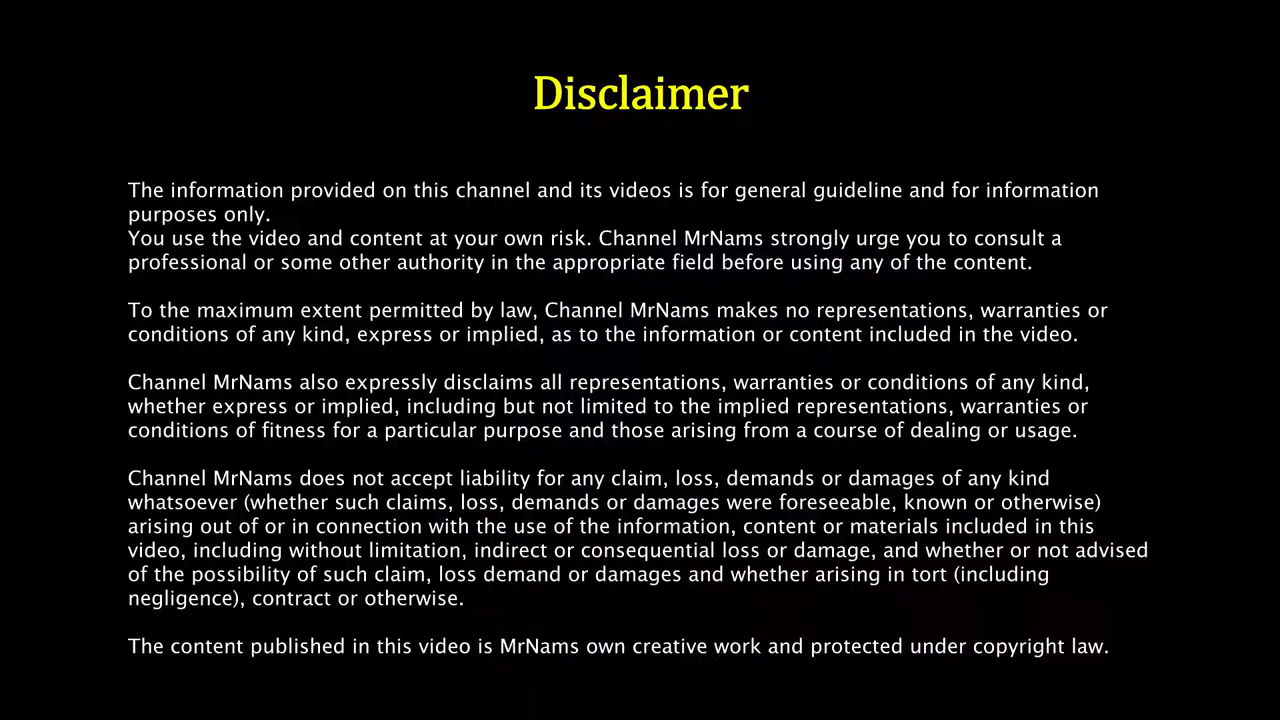 Disclaimer
The information provided on this channel and its videos is for general guideline and for information
purposes only.
You use the video and content at your own risk. Channel MrNams strongly urge you to consult a
professional or some other authority in the appropriate field before using any of the content.
To the maximum extent permitted by law, Channel MrNams makes no representations, warranties or
conditions of any kind, express or implied, as to the information or content included in the video.
Channel MrNams also expressly disclaims all representations, warranties or conditions of any kind,
whether express or implied, including but not limited to the implied representations, warranties or
conditions of fitness for a particular purpose and those arising from a course of dealing or usage.
Channel MrNams does not accept liability for any claim, loss, demands or damages of any kind
whatsoever (whether such claims, loss, demands or damages were foreseeable, known or otherwise)
arising out of or in connection with the use of the information, content or materials included in this
video, including without limitation, indirect or consequential loss or damage, and whether or not advised
of the possibility of such claim, loss demand or damages and whether arising in tort (including
negligence), contract or otherwise.
The content published in this video is MrNams own creative work and protected under copyright law.